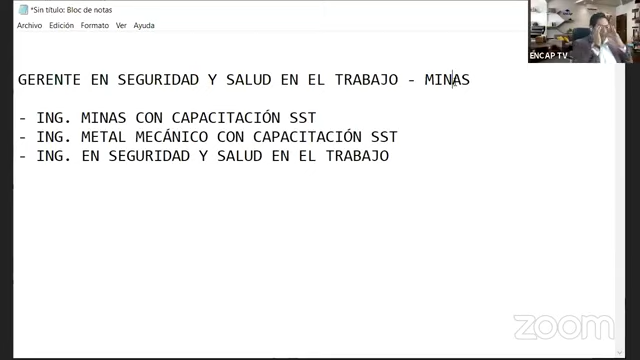 *Sin título: Bloc de notas
Archivo Edición Formato Ver Ayuda
ENCAP TV
GERENTE EN SEGURIDAD Y SALUD EN EL TRABAJO - MINAS
- ING. MINAS CON CAPACITACIÓN SST
- ING. METAL MECÁNICO CON CAPACITACIÓN SST
- ING. EN SEGURIDAD Y SALUD EN EL TRABAJO
zoom